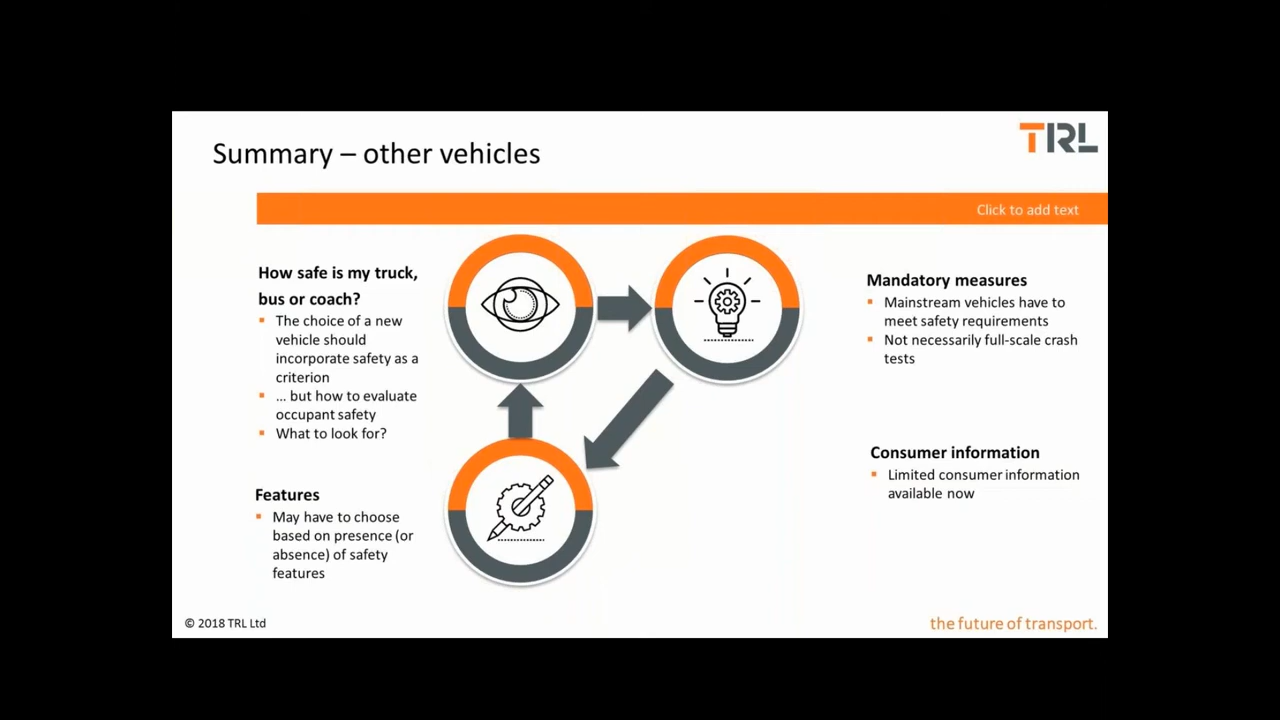 Summary – other vehicles
TRL
Click to add text
How safe is my truck,
bus or coach?
▪ The choice of a new
vehicle should
incorporate safety as a
criterion
▪ ... but how to evaluate
occupant safety
▪ What to look for?
Features
▪ May have to choose
based on presence (or
absence) of safety
features
Mandatory measures
▪ Mainstream vehicles have to
meet safety requirements
▪ Not necessarily full-scale crash
tests
Consumer information
▪ Limited consumer information
available now
© 2018 TRL Ltd
the future of transport.